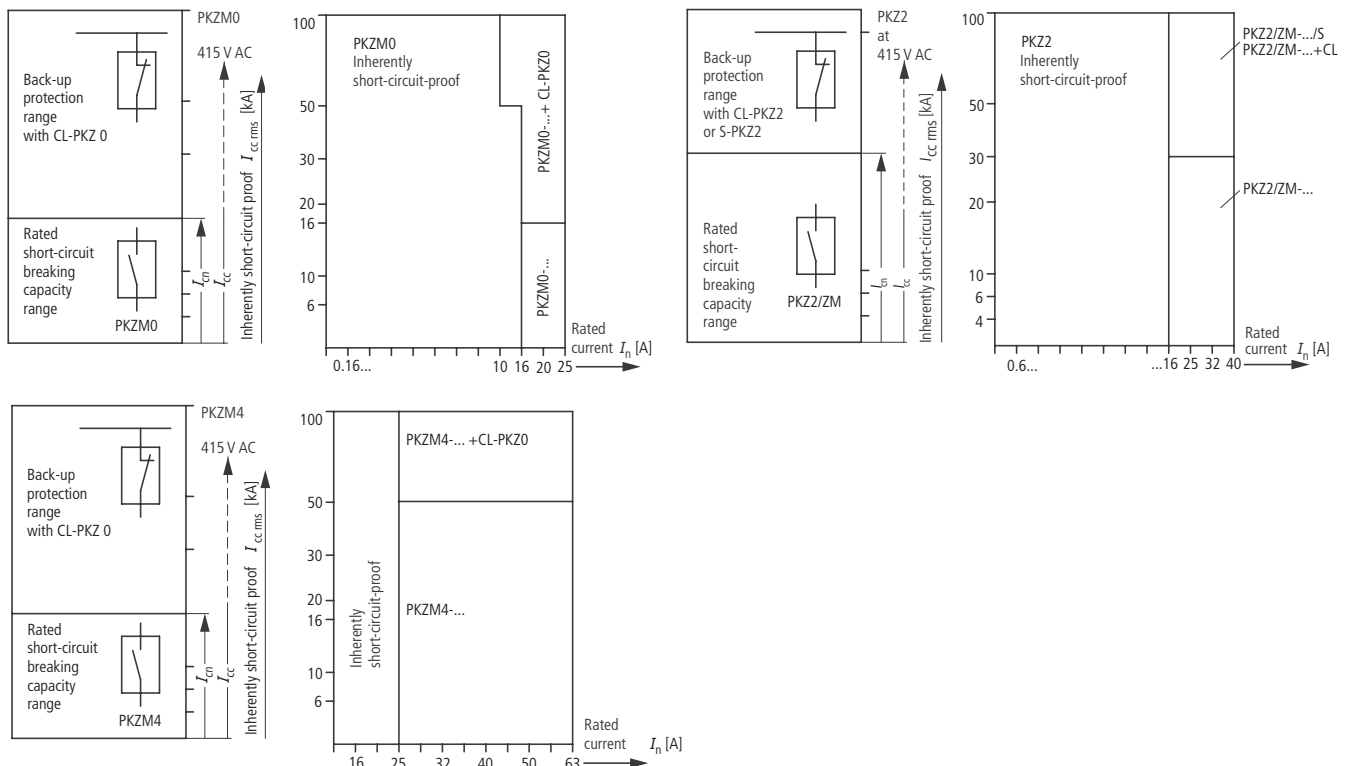 PKZM0
415 V AC
Back-up
protection
range
with CL-PKZ 0
Rated
short-circuit
breaking
capacity
range
PKZM0
Icn
Icc
Inherently short-circuit proof Icc rms [kA]
100
50
30
20
16
10
6
PKZM0
Inherently
short-circuit-proof
PKZM0-...+ CL-PKZ0
PKZM0-...
0.16... 10 16 20 25
Rated
current In [A]
PKZ2
at
415 V AC
Back-up
protection
range
with CL-PKZ2
or S-PKZ2
Rated
short-
circuit
breaking
capacity
range
PKZ2/ZM
Icc
Inherently short-circuit proof Icc rms [kA]
100
50
30
20
10
6
4
PKZ2
Inherently
short-circuit-proof
PKZ2/ZM-.../S
PKZ2/ZM-...+CL
PKZ2/ZM-...
0.6... ...16 25 32 40
Rated
current In [A]
PKZM4
415 V AC
Back-up
protection
range
with CL-PKZ 0
Rated
short-circuit
breaking
capacity
range
PKZM4
Icn
Icc
Inherently short-circuit proof Icc rms [kA]
100
50
30
20
16
10
6
Inherently
short-circuit-proof
PKZM4-... +CL-PKZ0
PKZM4-...
16 25 32 40 50 63
Rated
current In [A]